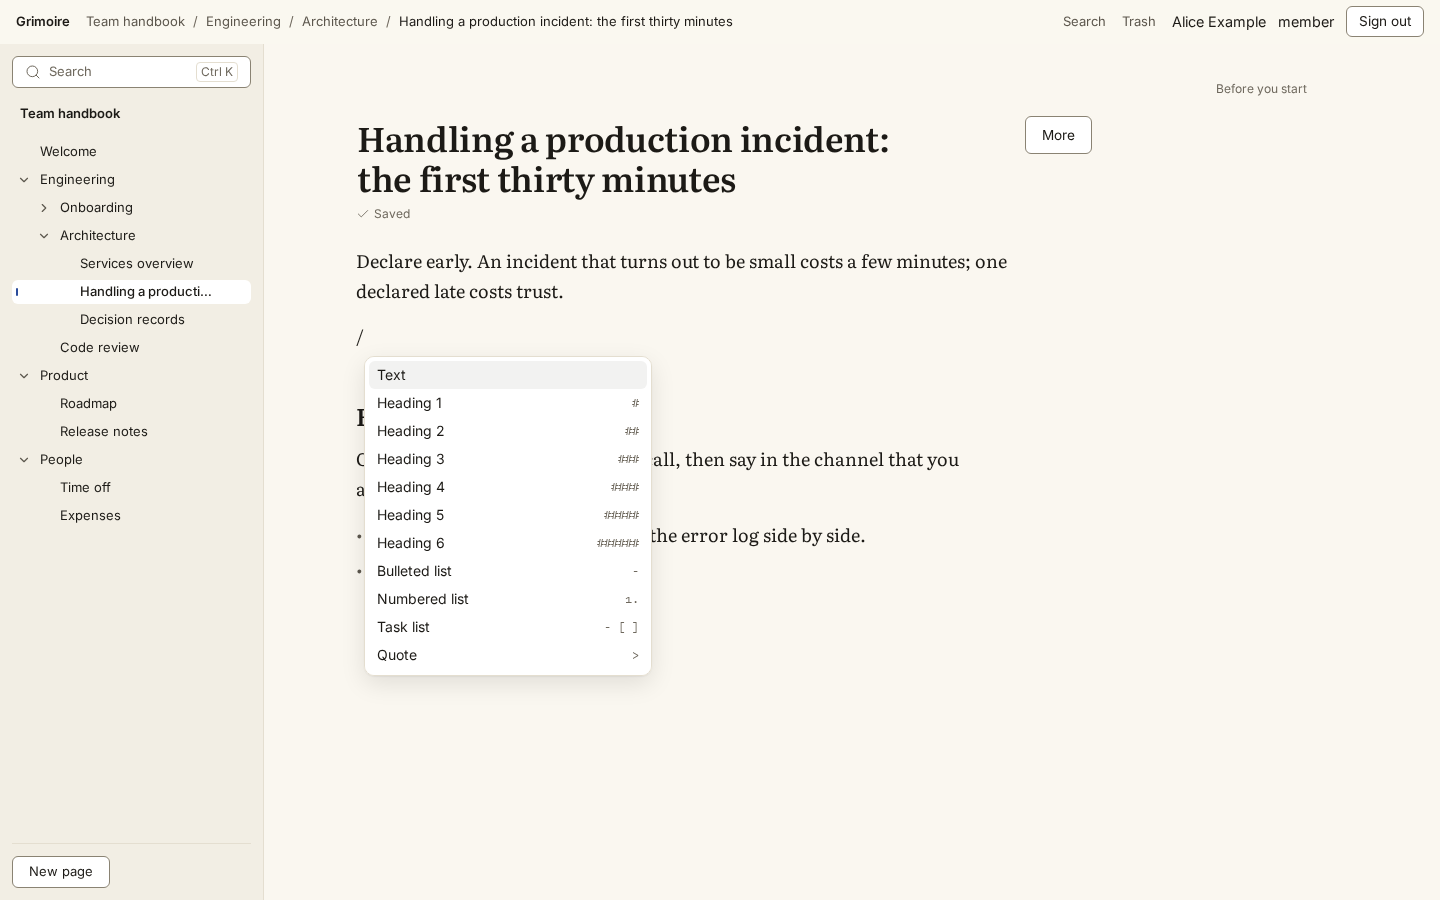 Grimoire Team handbook / Engineering / Architecture / Handling a production incident: the first thirty minutes Search Trash Alice Example member Sign out
Search Ctrl K
Team handbook
Welcome
Engineering
Onboarding
Architecture
Services overview
Handling a producti...
Decision records
Code review
Product
Roadmap
Release notes
People
Time off
Expenses
New page
Before you start
Handling a production incident:
the first thirty minutes
More
Saved
Declare early. An incident that turns out to be small costs a few minutes; one
declared late costs trust.
/
Text
Heading 1 #
Heading 2 ##
Heading 3 ###
Heading 4 ####
Heading 5 #####
Heading 6 ######
Bulleted list -
Numbered list 1.
Task list - [ ]
Quote >
then say in the channel that you
the error log side by side.